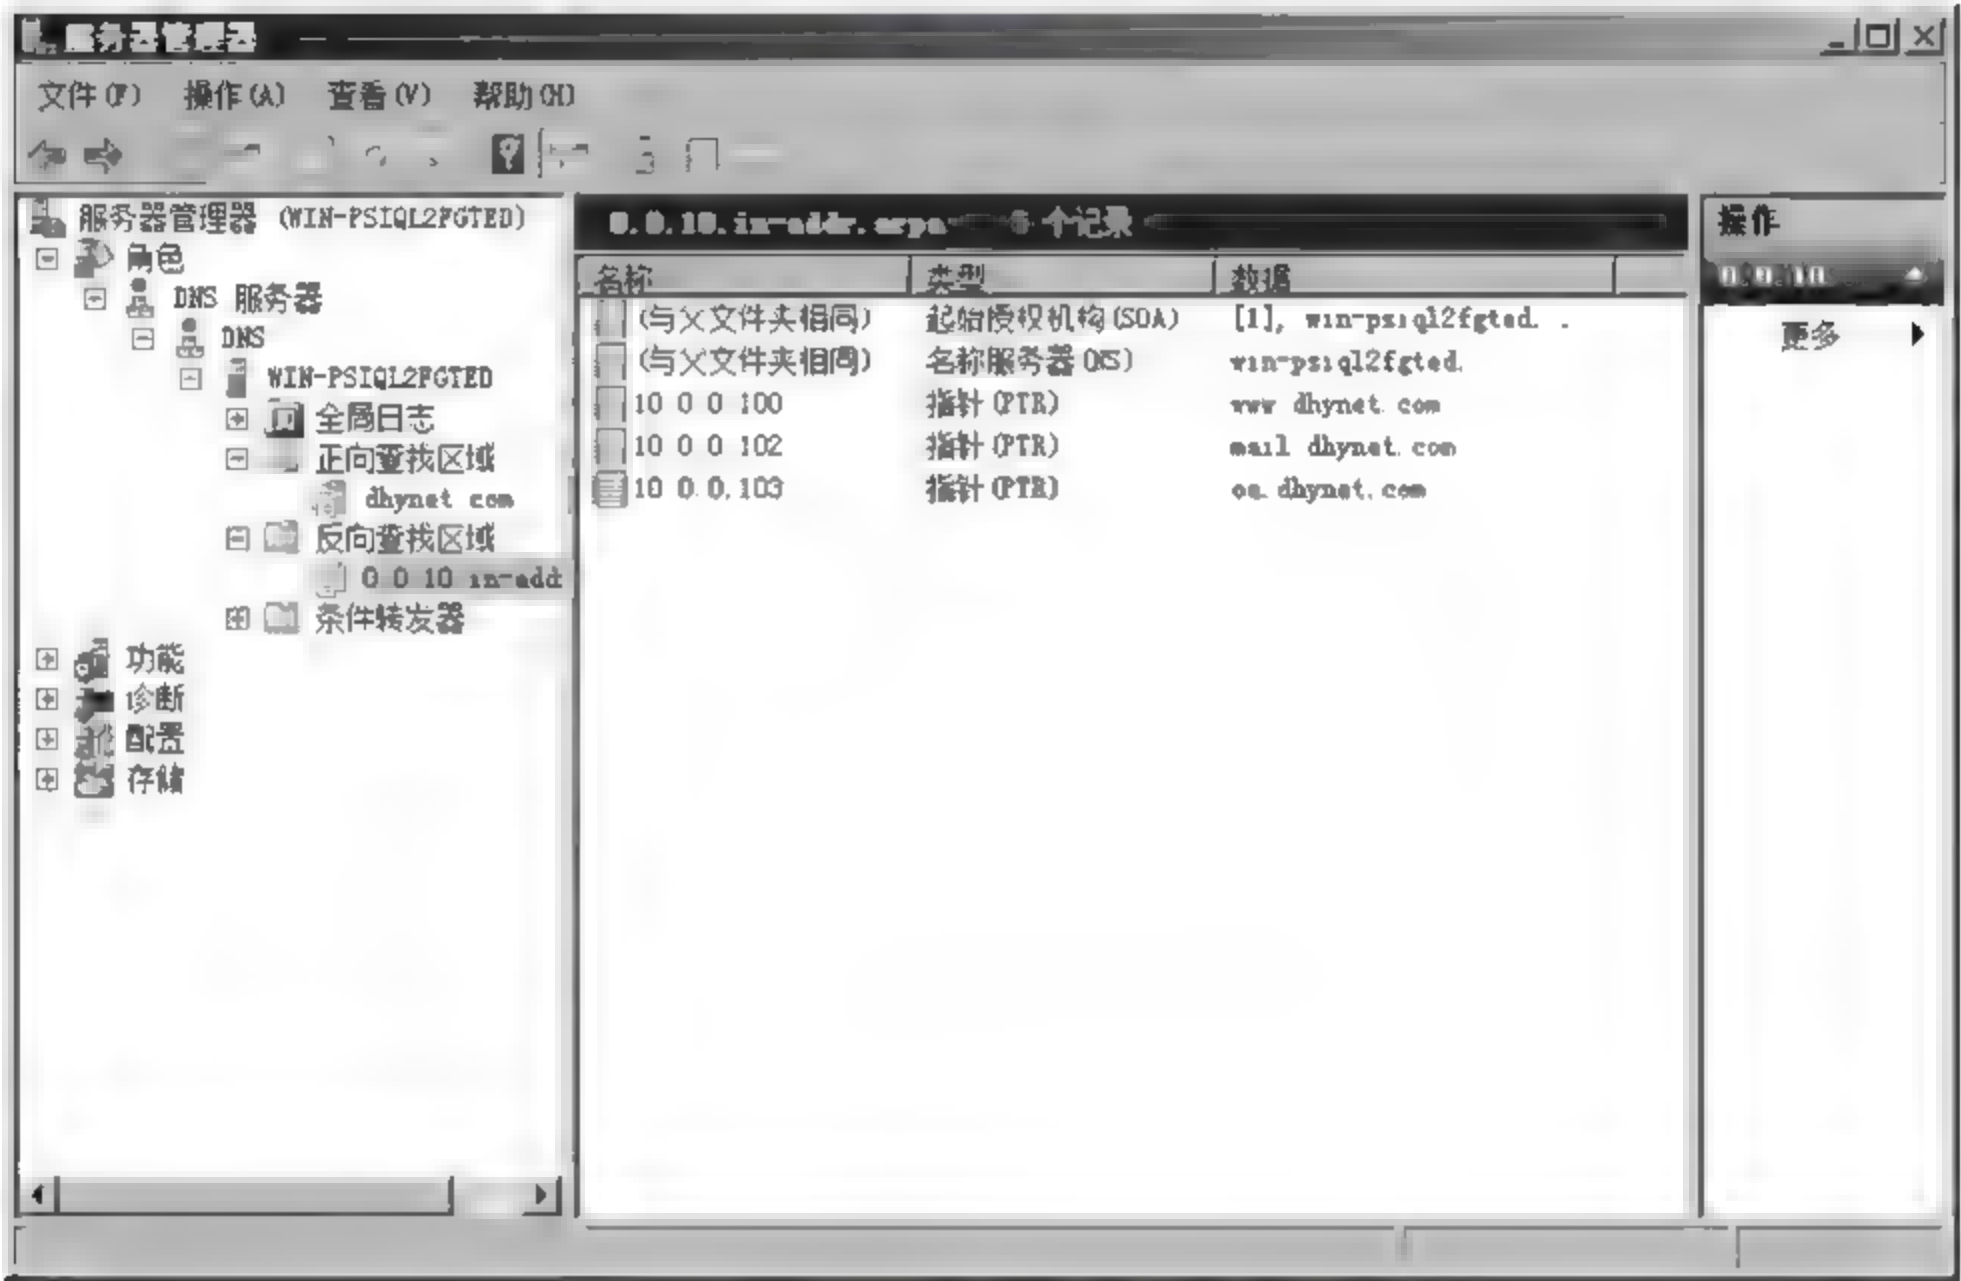 服务器管理器
文件(F) 操作(A) 查看(V) 帮助(H)
服务器管理器 (WIN-PSIQL2FGTED)
角色
DNS 服务器
DNS
WIN-PSIQL2FGTED
全局日志
正向查找区域
dhynet com
反向查找区域
0 0 10 in-add
条件转发器
功能
诊断
配置
存储
0.0.10.in-addr.arpa 5 个记录
名称 类型 数据
(与父文件夹相同) 起始授权机构(SOA) [1], win-psiql2fgted. .
(与父文件夹相同) 名称服务器(NS) win-psiql2fgted.
10 0 0 100 指针(PTR) www dhynet. com
10 0 0 102 指针(PTR) mail dhynet. com
10 0.0.103 指针(PTR) oa. dhynet. com
操作
更多